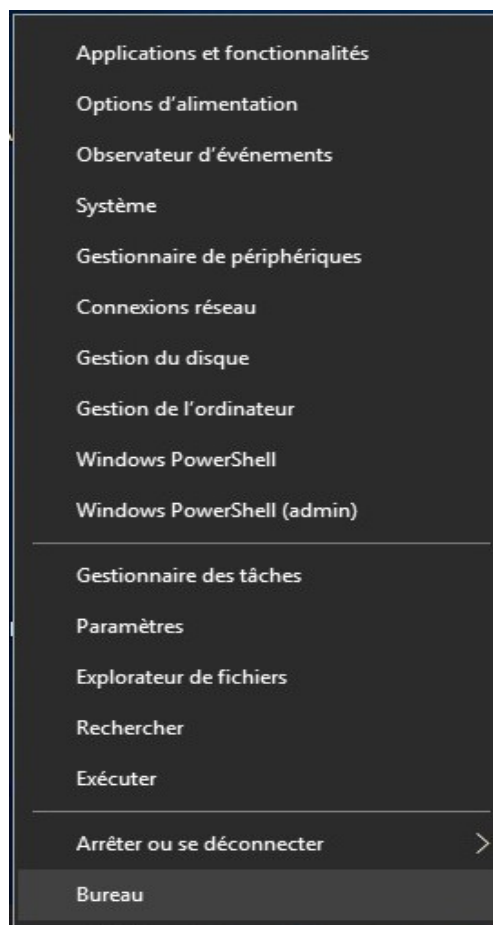 Applications et fonctionnalités
Options d’alimentation
Observateur d’événements
Système
Gestionnaire de périphériques
Connexions réseau
Gestion du disque
Gestion de l’ordinateur
Windows PowerShell
Windows PowerShell (admin)
Gestionnaire des tâches
Paramètres
Explorateur de fichiers
Rechercher
Exécuter
Arrêter ou se déconnecter
Bureau